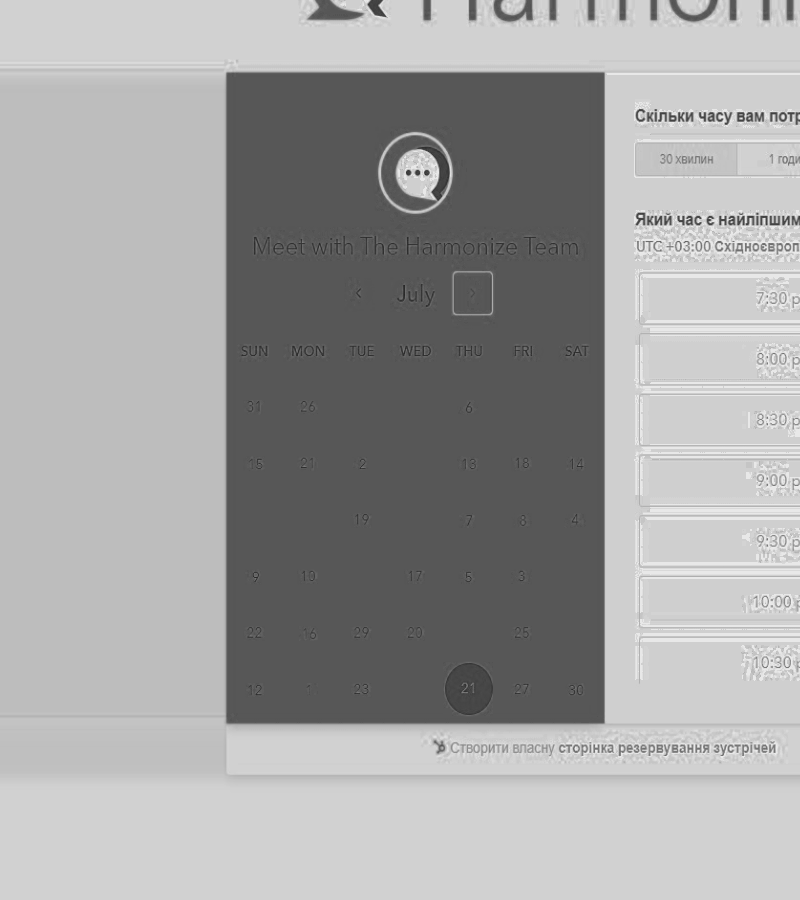 Harmoni
Meet with The Harmonize Team
July
SUN MON TUE WED THU FRI SAT
31 26 6
15 21 2 13 18 14
19 7 8 4
9 10 17 5 3
22 16 29 20 25
12 1 23 21 27 30
Скільки часу вам потр
30 хвилин 1 годи
Який час є найліпшим
UTC +03:00 Східноєвроп
7:30 p
8:00 p
8:30 p
9:00 p
9:30 p
10:00 p
10:30 p
Створити власну сторінка резервування зустрічей